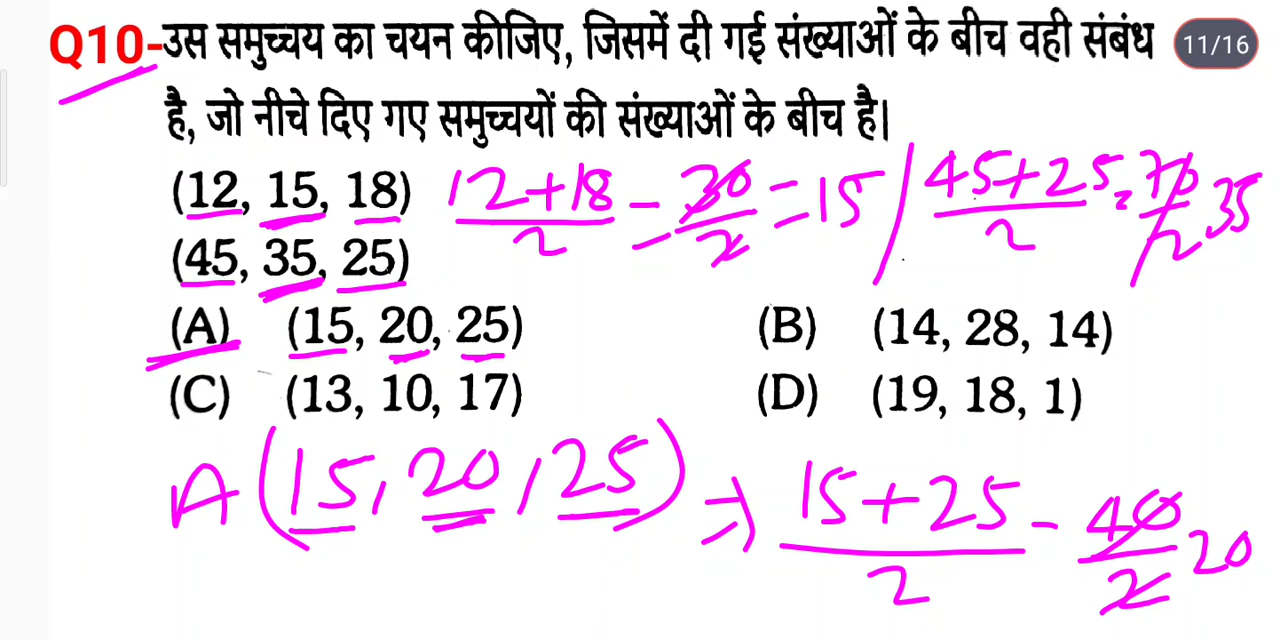 Q10-उस समुच्चय का चयन कीजिए, जिसमें दी गई संख्याओं के बीच वही संबंध 11/16
है, जो नीचे दिए गए समुच्चयों की संख्याओं के बीच है।
(12, 15, 18) 12+18/2 - 30/2 = 15 / 45+25/2 = 70/2 35
(45, 35, 25)
(A) (15, 20, 25) (B) (14, 28, 14)
(C) (13, 10, 17) (D) (19, 18, 1)
A (15, 20, 25) ⇒ 15+25/2 - 40/2 20